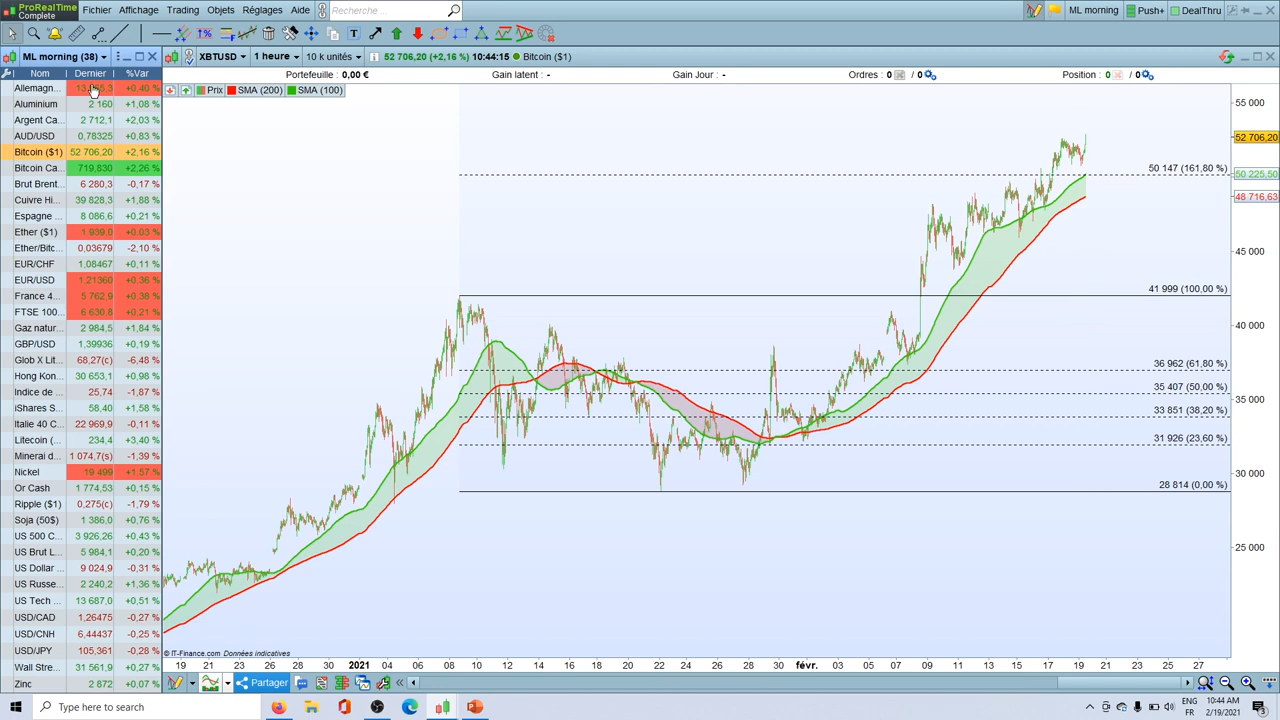 ProRealTime
Complete
Fichier Affichage Trading Objets Réglages Aide Recherche ... ML morning Push+ DealThru
ML morning (38) XBTUSD 1 heure 10 k unités 52 706,20 (+2,16 %) 10:44:15 Bitcoin ($1)
Nom Dernier %Var
Portefeuille: 0,00 € Gain latent: - Gain Jour: - Ordres: 0 / 0 Position: 0 / 0
Prix SMA (200) SMA (100)
Allemagn... +0,40 %
Aluminium 2 160 +1,08 %
Argent Ca... 2 712,1 +2,03 %
AUD/USD 0,78325 +0,83 %
Bitcoin ($1) 52 706,20 +2,16 %
Bitcoin Ca... 719,830 +2,26 %
Brut Brent... 6 280,3 -0,17 %
Cuivre Hi... 39 828,3 +1,88 %
Espagne ... 8 086,6 +0,21 %
Ether ($1) 1 939,0 +0,03 %
Ether/Bitc... 0,03679 -2,10 %
EUR/CHF 1,08467 +0,11 %
EUR/USD 1,21360 +0,36 %
France 4... 5 762,9 +0,38 %
FTSE 100... 6 630,8 +0,21 %
Gaz natur... 2 984,5 +1,84 %
GBP/USD 1,39936 +0,19 %
Glob X Lit... 68,27(c) -6,48 %
Hong Kon... 30 653,1 +0,98 %
Indice de ... 25,74 -1,87 %
iShares S... 58,40 +1,58 %
Italie 40 C... 22 969,9 -0,11 %
Litecoin (... 234,4 +3,40 %
Minerai d... 1 074,7(s) -1,39 %
Nickel 19 499 +1,57 %
Or Cash 1 774,53 +0,15 %
Ripple ($1) 0,275(c) -1,79 %
Soja (50$) 1 386,0 +0,76 %
US 500 C... 3 926,26 +0,43 %
US Brut L... 5 984,1 +0,20 %
US Dollar ... 9 024,9 -0,31 %
US Russe... 2 240,2 +1,36 %
US Tech ... 13 687,0 +0,51 %
USD/CAD 1,26475 -0,27 %
USD/CNH 6,44437 -0,25 %
USD/JPY 105,361 -0,28 %
Wall Stre... 31 561,9 +0,27 %
Zinc 2 872 +0,07 %
55 000
52 706,20
50 147 (161,80 %)
50 225,50
48 716,63
45 000
41 999 (100,00 %)
40 000
36 962 (61,80 %)
35 407 (50,00 %)
35 000
33 851 (38,20 %)
31 926 (23,60 %)
30 000
28 814 (0,00 %)
25 000
© IT-Finance.com Données indicatives
19 21 23 28 30 2021 04 06 08 10 12 14 16 18 20 22 24 26 28 30 févr. 03 05 07 09 11 13 15 17 19 21 23 25 27
Partager
Type here to search
ENG
FR
10:44 AM
2/19/2021
3